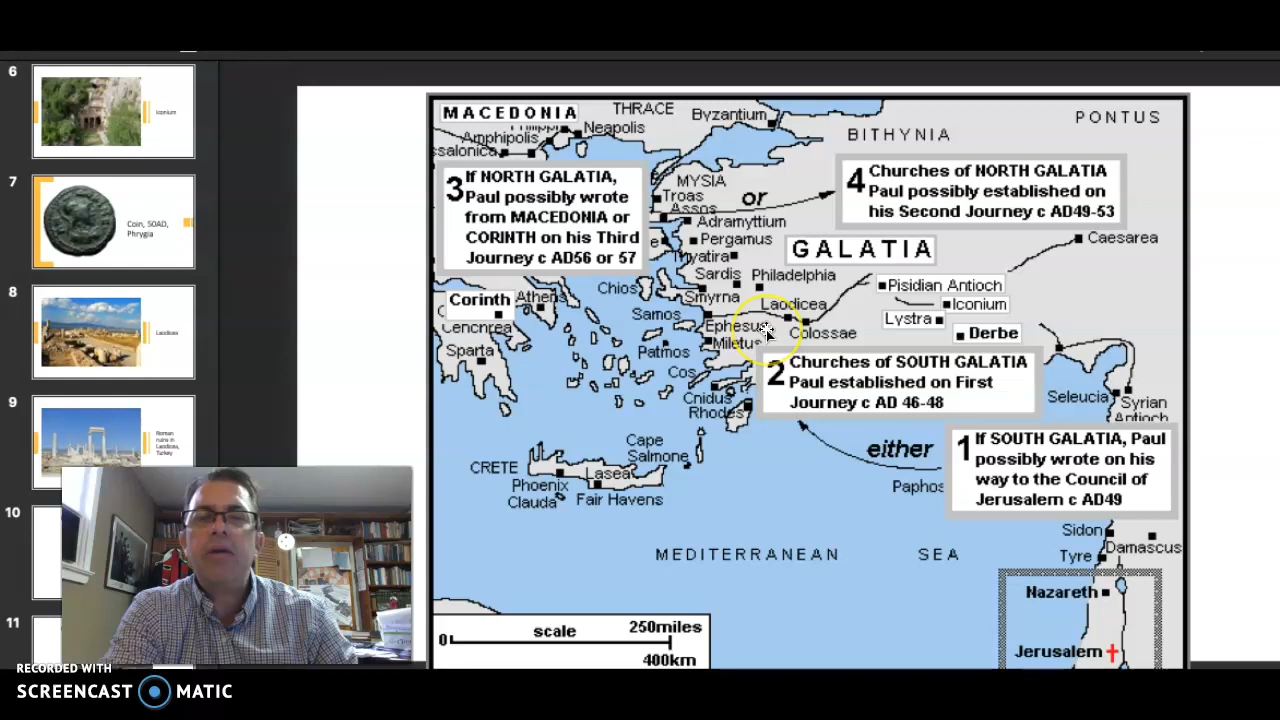 6
Iconium
7
Coin, 50AD,
Phrygia
8
Laodicea
9
Roman
ruins in
Laodicea,
Turkey
10
11
MACEDONIA
THRACE
Byzantium
PONTUS
Neapolis
BITHYNIA
Amphipolis
ssalonica
3 If NORTH GALATIA,
Paul possibly wrote
from MACEDONIA or
CORINTH on his Third
Journey c AD56 or 57
MYSIA
Troas
Assos
or
4 Churches of NORTH GALATIA
Paul possibly established on
his Second Journey c AD49-53
Adramyttium
Pergamus
GALATIA
Caesarea
Thyatira
Sardis
Philadelphia
Chios
Smyrna
Pisidian Antioch
Corinth
Athens
Laodicea
Iconium
Samos
Lystra
Cenchrea
Ephesus
Colossae
Derbe
Miletus
Sparta
Patmos
Cos
2 Churches of SOUTH GALATIA
Paul established on First
Journey c AD 46-48
Cnidus
Rhodes
Seleucia
Syrian
Antioch
either
1 If SOUTH GALATIA, Paul
possibly wrote on his
way to the Council of
Jerusalem c AD49
Cape
Salmone
CRETE
Lasea
Phoenix
Clauda
Fair Havens
Paphos
Sidon
MEDITERRANEAN SEA
Damascus
Tyre
Nazareth
Jerusalem
0 scale 250miles
400km
RECORDED WITH
SCREENCAST MATIC